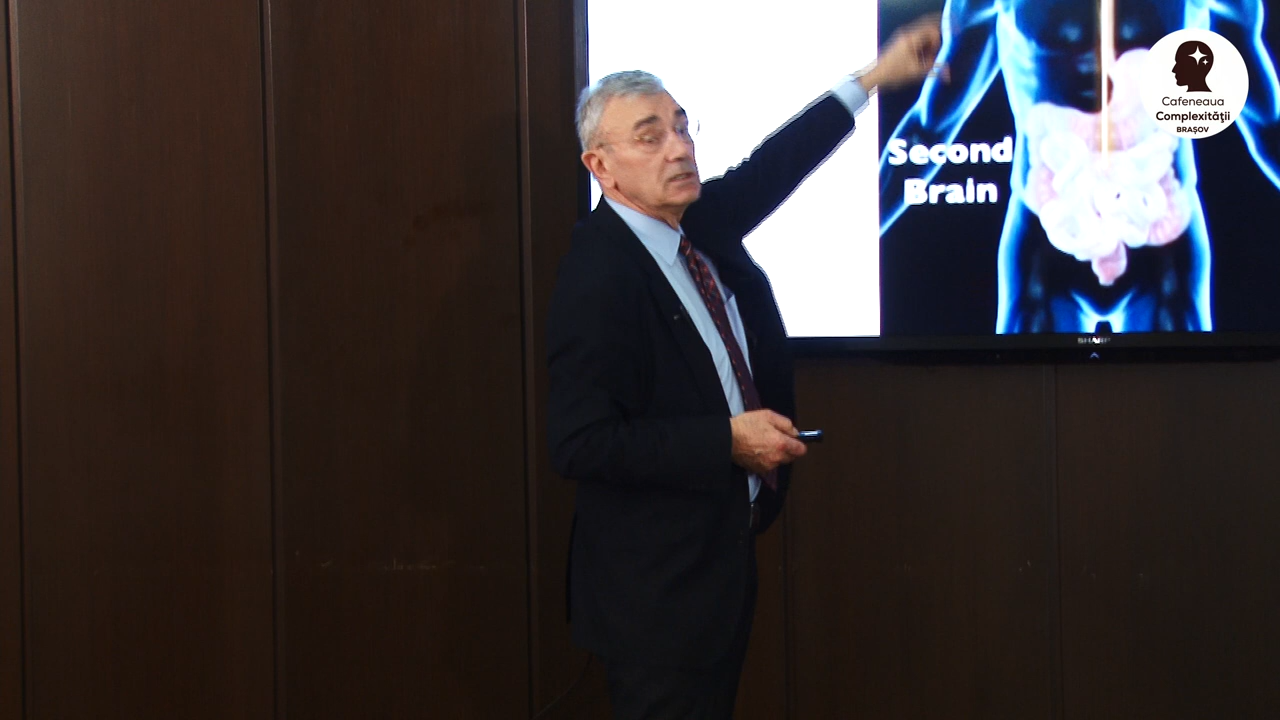 Second
Brain
Cafeneaua
Complexității
BRAȘOV
SHARP